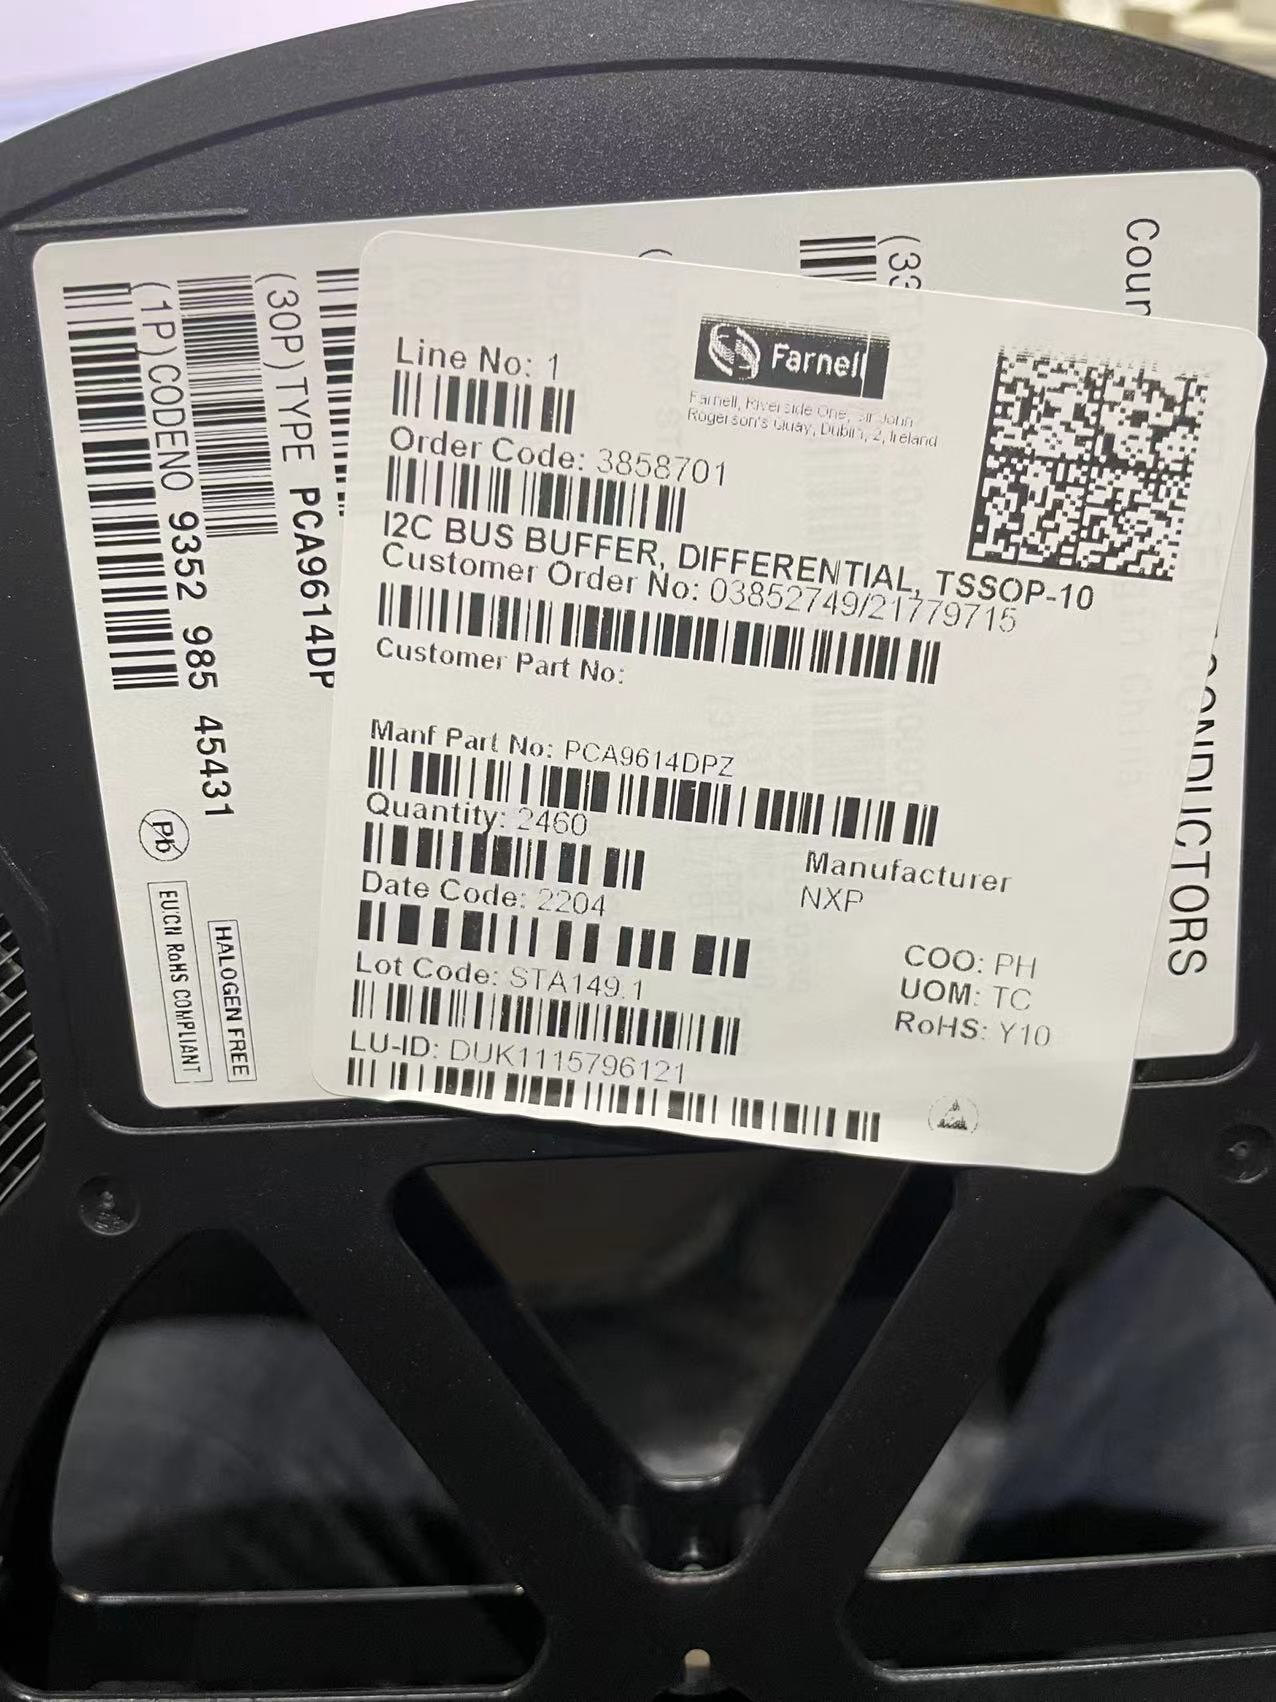 Line No: 1
Farnell
Farnell, Riverside One, Sir John
Rogerson's Quay, Dublin, 2, Ireland
Order Code: 3858701
I2C BUS BUFFER, DIFFERENTIAL, TSSOP-10
Customer Order No: 03852749/21779715
Customer Part No:
Manf Part No: PCA9614DPZ
Quantity: 2460
Manufacturer
NXP
Date Code: 2204
Lot Code: STA149.1
COO: PH
UOM: TC
RoHS: Y10
LU-ID: DUK1115796121
(30P)TYPE PCA9614DP
(1P)CODENO 9352 985 45431
Pb
EU/CN RoHS COMPLIANT
HALOGEN FREE
(33
Cour
CONDUCTORS